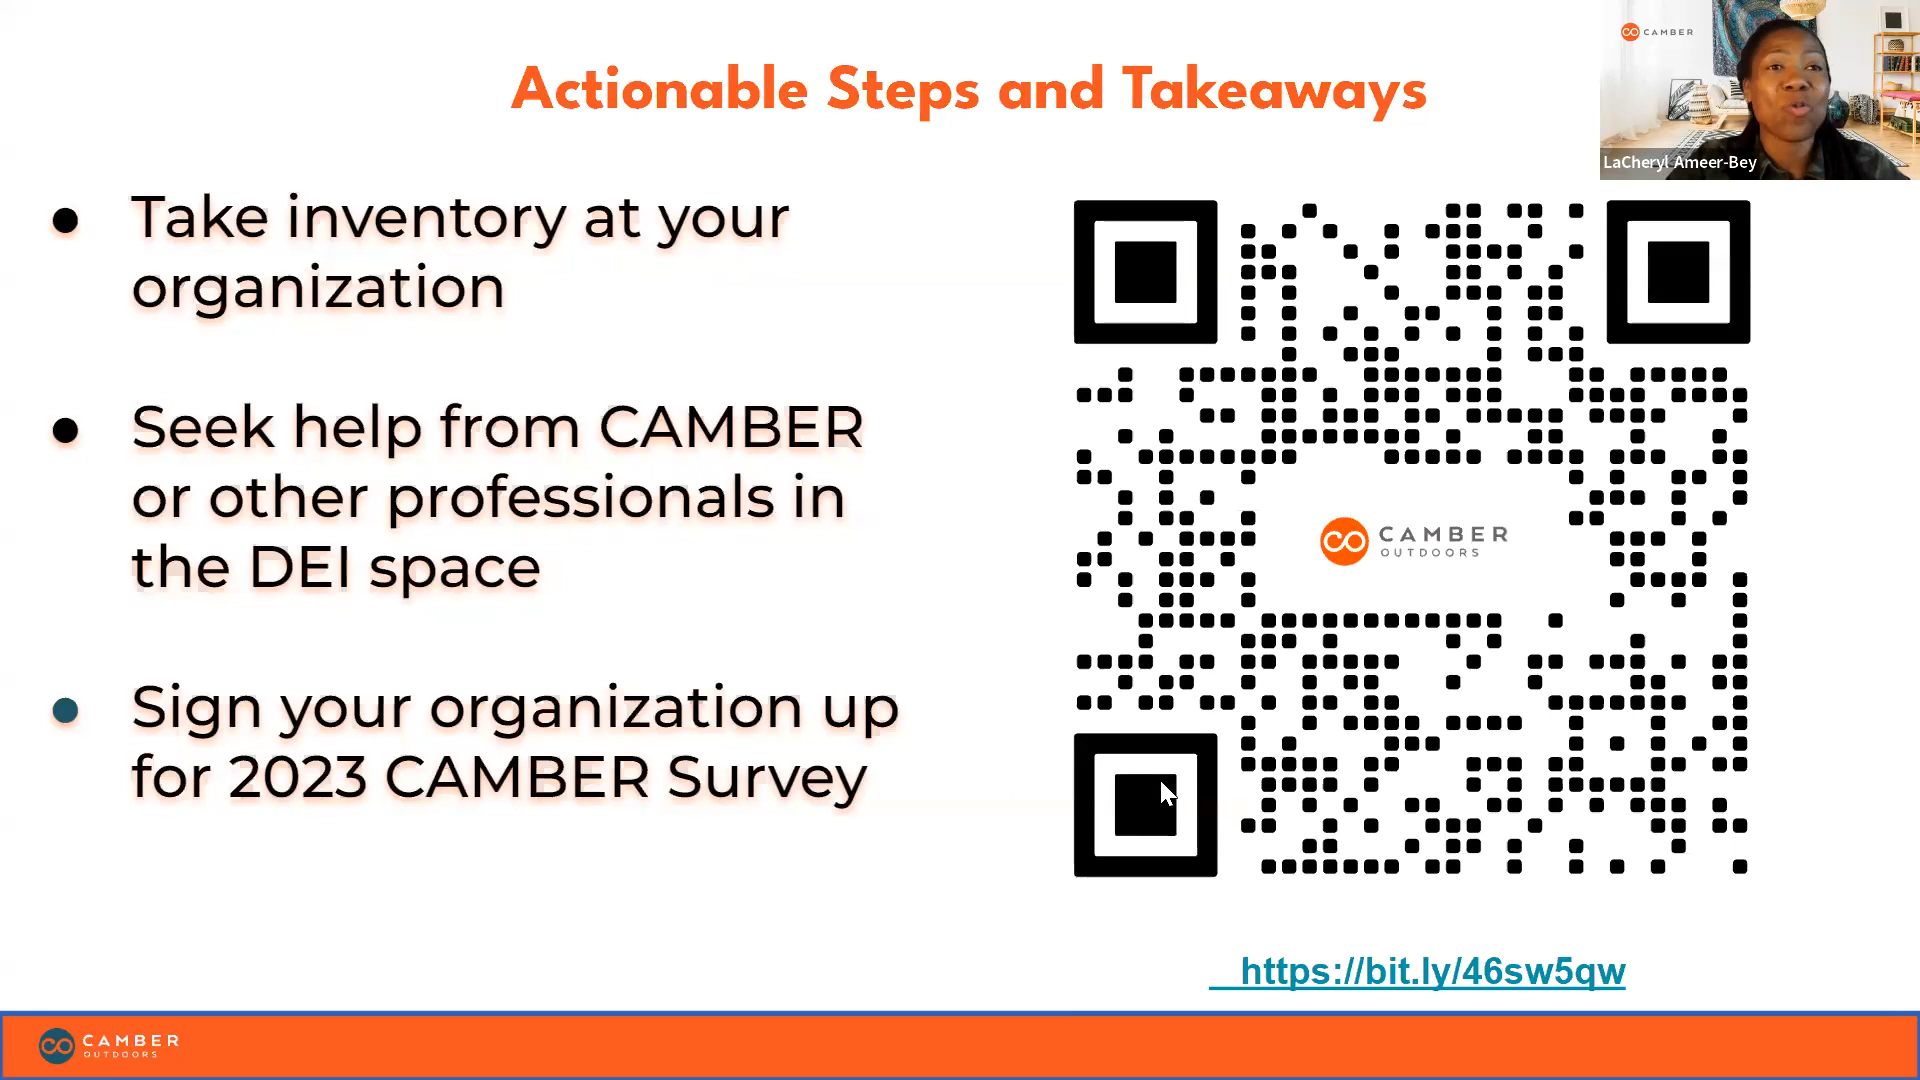 Actionable Steps and Takeaways
CAMBER
LaCheryl Ameer-Bey
Take inventory at your
organization
Seek help from CAMBER
or other professionals in
the DEI space
Sign your organization up
for 2023 CAMBER Survey
CAMBER
OUTDOORS
https://bit.ly/46sw5qw
CAMBER
OUTDOORS